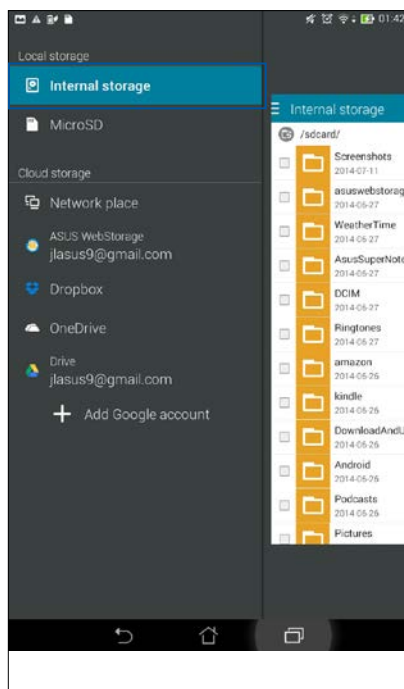 01:42
Local storage
Internal storage
MicroSD
Cloud storage
Network place
ASUS WebStorage
jlasus9@gmail.com
Dropbox
OneDrive
Drive
jlasus9@gmail.com
Add Google account
Internal storage
/sdcard/
Screenshots
2014-07-11
asuswebstorag
2014-06-27
WeatherTime
2014-06-27
AsusSuperNote
2014-06-27
DCIM
2014-06-27
Ringtones
2014-06-27
amazon
2014-06-26
kindle
2014-06-26
DownloadAndU
2014-06-26
Android
2014-06-26
Podcasts
2014-06-26
Pictures